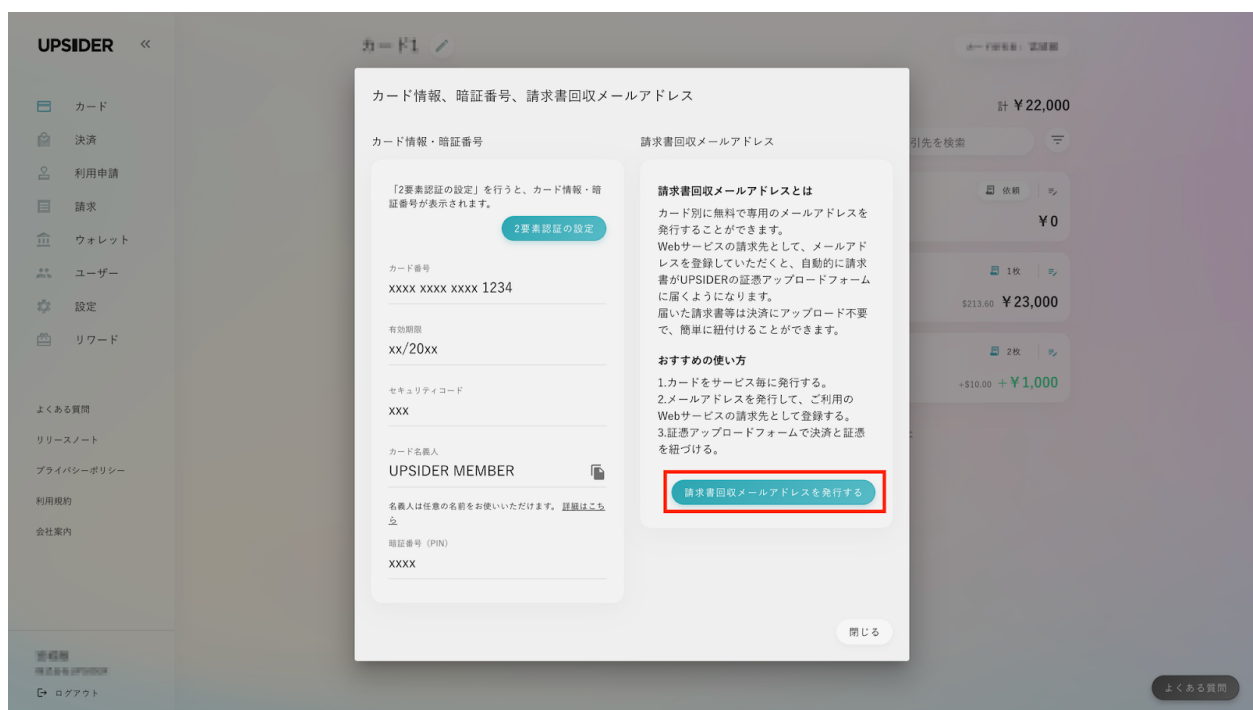 UPSIDER
«
カード1
カード
決済
利用申請
請求
ウォレット
ユーザー
設定
リワード
よくある質問
リリースノート
プライバシーポリシー
利用規約
会社案内
ログアウト
計 ¥22,000
引先を検索
依頼
¥0
1枚
$213.60 ¥23,000
2枚
+$10.00 +¥1,000
カード情報、暗証番号、請求書回収メールアドレス
カード情報・暗証番号
「2要素認証の設定」を行うと、カード情報・暗
証番号が表示されます。
2要素認証の設定
カード番号
xxxx xxxx xxxx 1234
有効期限
xx/20xx
セキュリティコード
xxx
カード名義人
UPSIDER MEMBER
名義人は任意の名前をお使いいただけます。 詳細はこち
ら
暗証番号（PIN）
xxxx
請求書回収メールアドレス
請求書回収メールアドレスとは
カード別に無料で専用のメールアドレスを
発行することができます。
Webサービスの請求先として、メールアド
レスを登録していただくと、自動的に請求
書がUPSIDERの証憑アップロードフォーム
に届くようになります。
届いた請求書等は決済にアップロード不要
で、簡単に紐付けることができます。
おすすめの使い方
1.カードをサービス毎に発行する。
2.メールアドレスを発行して、ご利用の
Webサービスの請求先として登録する。
3.証憑アップロードフォームで決済と証憑
を紐づける。
請求書回収メールアドレスを発行する
閉じる
よくある質問